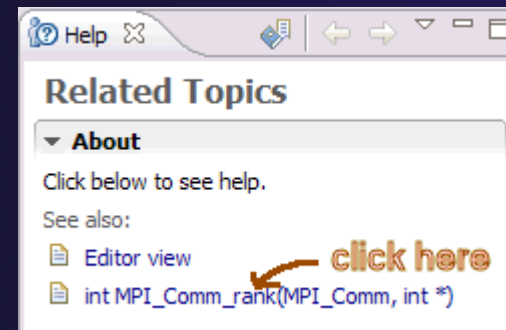 Help
Related Topics
About
Click below to see help.
See also:
Editor view
click here
int MPI_Comm_rank(MPI_Comm, int *)